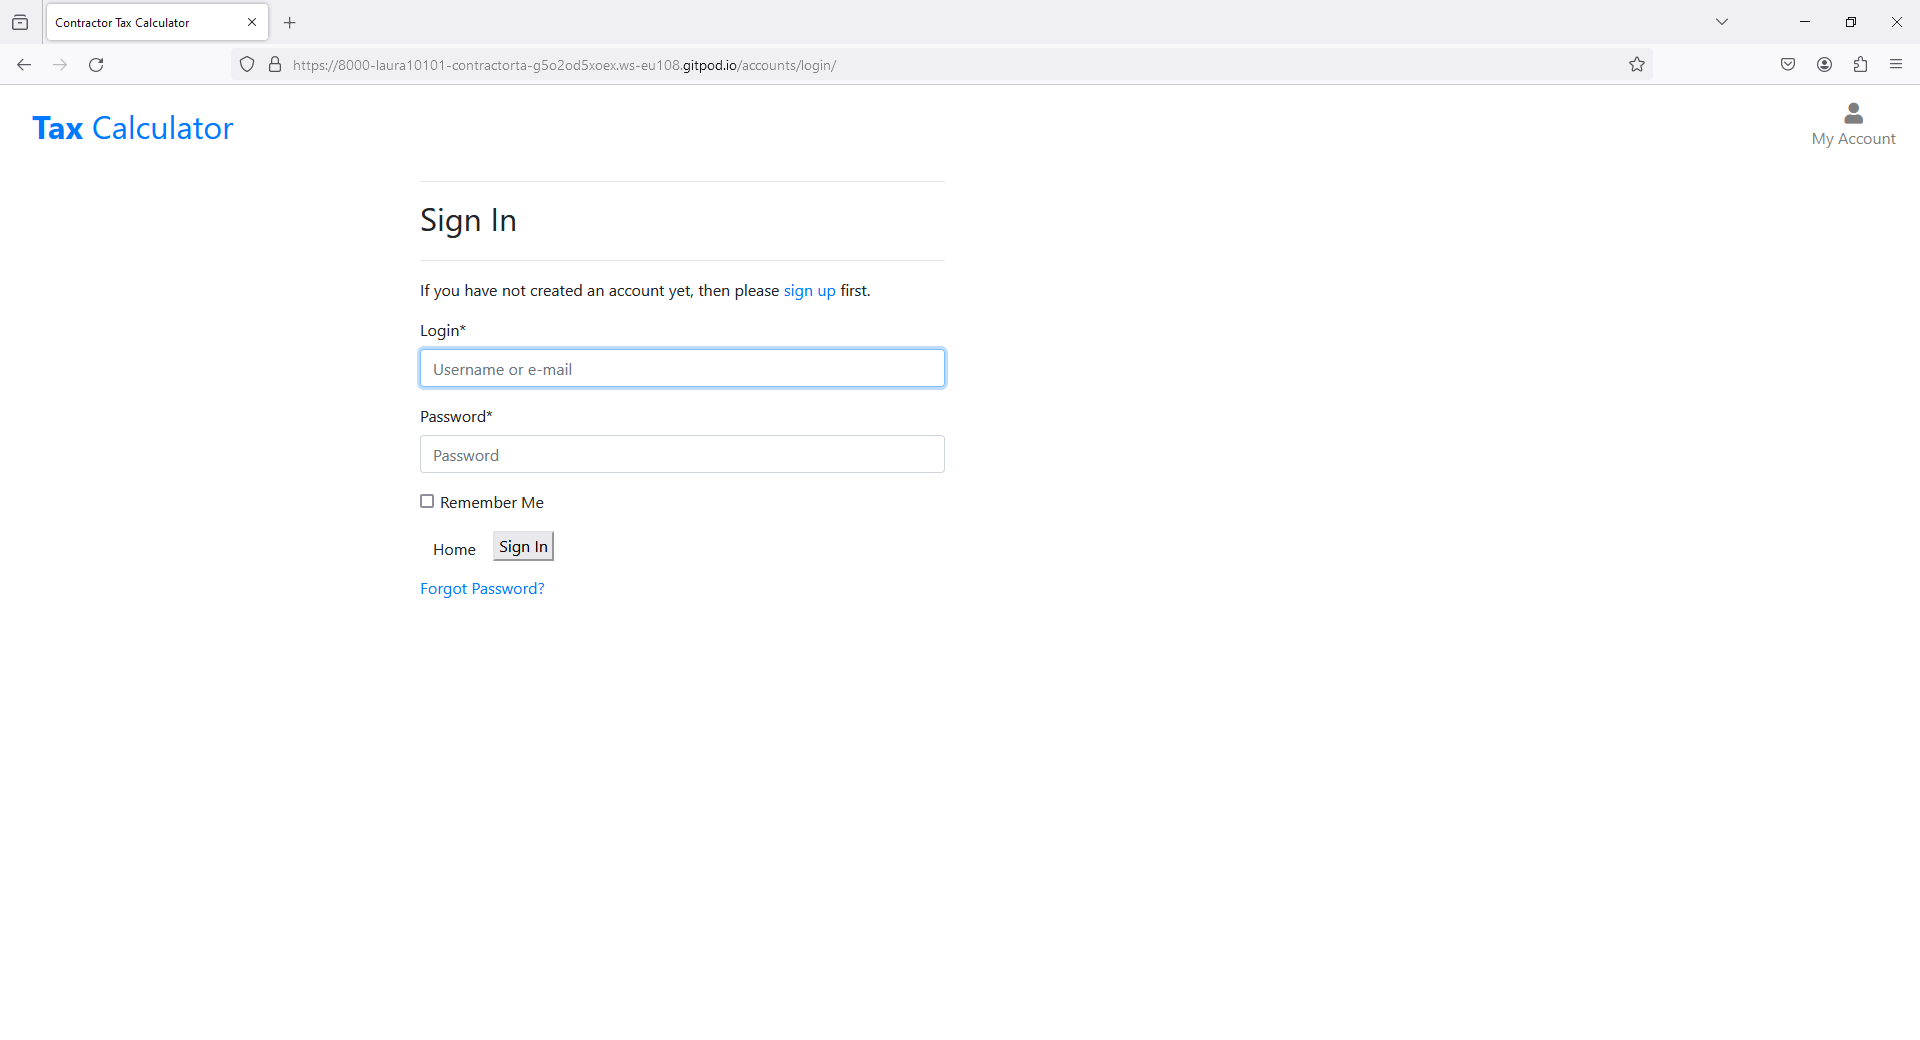 Contractor Tax Calculator
https://8000-laura10101-contractorta-g5o2od5xoex.ws-eu108.gitpod.io/accounts/login/
Tax Calculator
My Account
Sign In
If you have not created an account yet, then please sign up first.
Login*
Username or e-mail
Password*
Password
Remember Me
Home Sign In
Forgot Password?